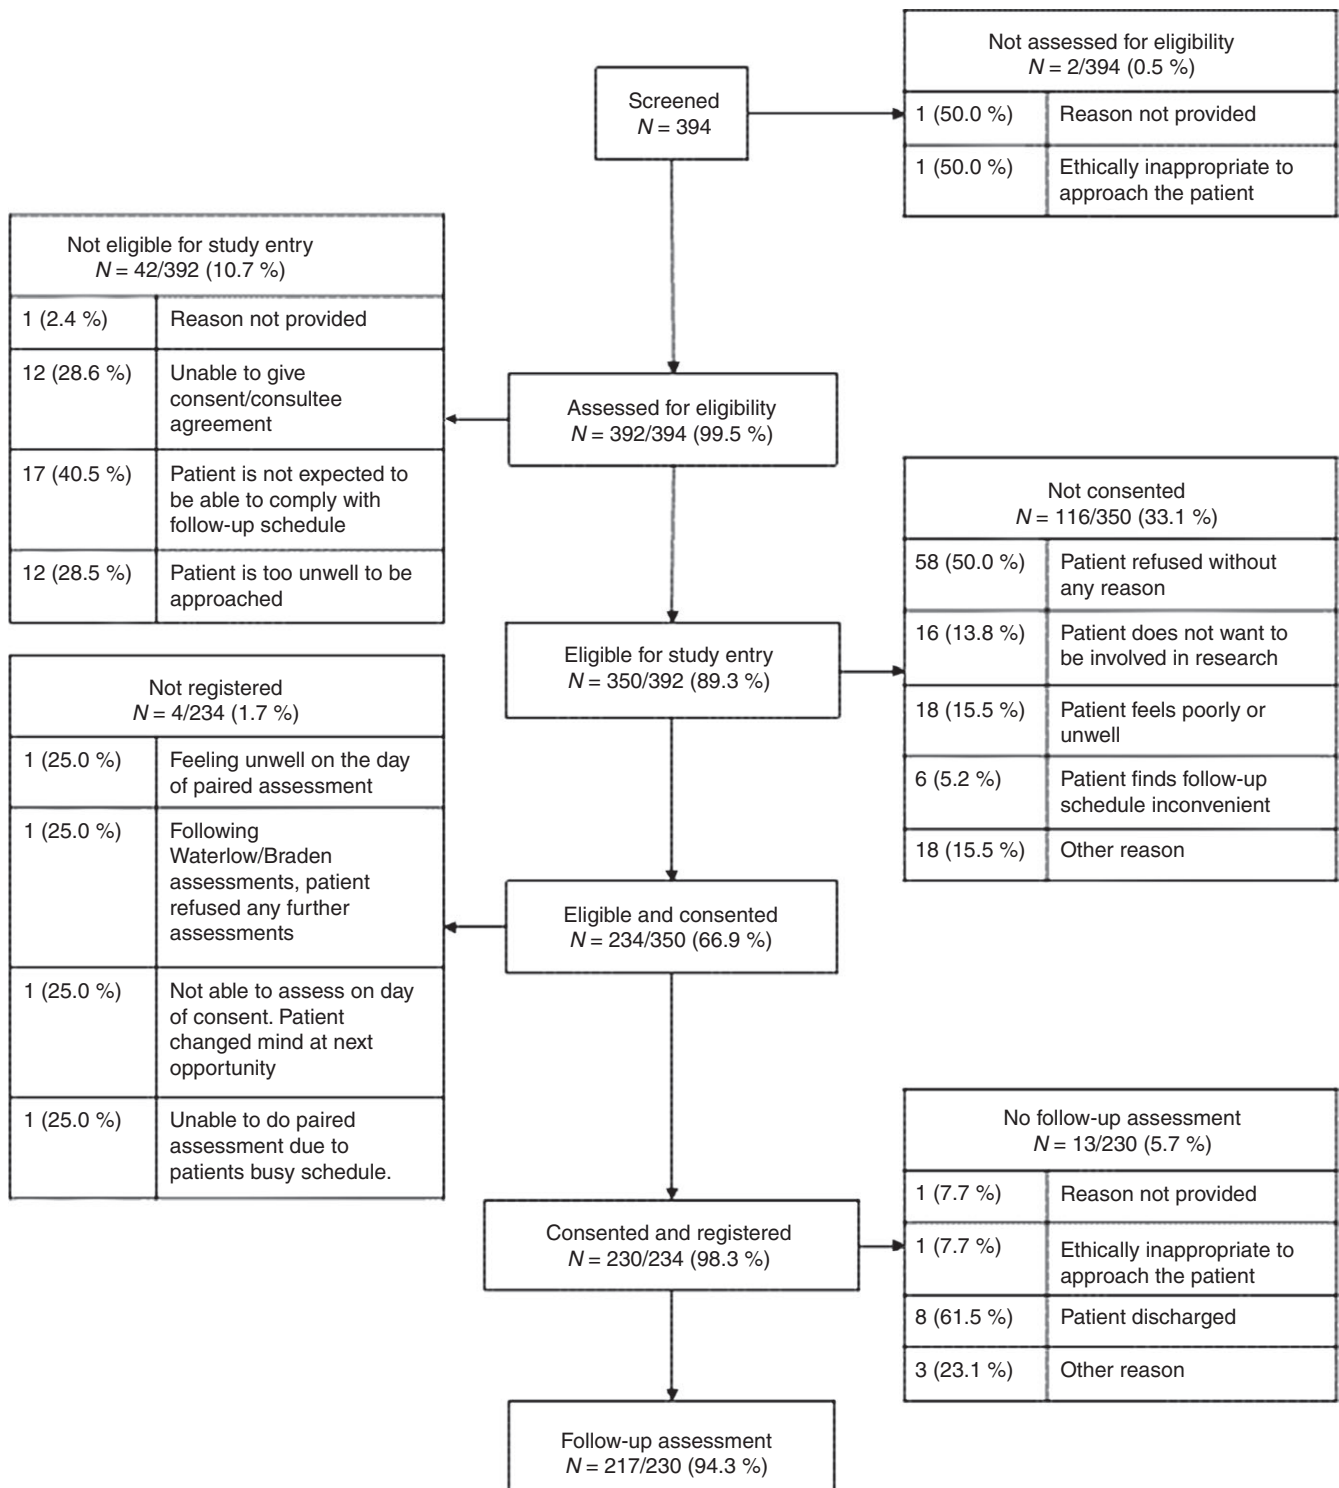 Not assessed for eligibility
N = 2/394 (0.5 %)
1 (50.0 %) Reason not provided
1 (50.0 %) Ethically inappropriate to
approach the patient
Screened
N = 394
Not eligible for study entry
N = 42/392 (10.7 %)
1 (2.4 %) Reason not provided
12 (28.6 %) Unable to give
consent/consultee
agreement
17 (40.5 %) Patient is not expected to
be able to comply with
follow-up schedule
12 (28.5 %) Patient is too unwell to be
approached
Assessed for eligibility
N = 392/394 (99.5 %)
Not consented
N = 116/350 (33.1 %)
58 (50.0 %) Patient refused without
any reason
16 (13.8 %) Patient does not want to
be involved in research
18 (15.5 %) Patient feels poorly or
unwell
6 (5.2 %) Patient finds follow-up
schedule inconvenient
18 (15.5 %) Other reason
Eligible for study entry
N = 350/392 (89.3 %)
Not registered
N = 4/234 (1.7 %)
1 (25.0 %) Feeling unwell on the day
of paired assessment
1 (25.0 %) Following
Waterlow/Braden
assessments, patient
refused any further
assessments
1 (25.0 %) Not able to assess on day
of consent. Patient
changed mind at next
opportunity
1 (25.0 %) Unable to do paired
assessment due to
patients busy schedule.
Eligible and consented
N = 234/350 (66.9 %)
No follow-up assessment
N = 13/230 (5.7 %)
1 (7.7 %) Reason not provided
1 (7.7 %) Ethically inappropriate to
approach the patient
8 (61.5 %) Patient discharged
3 (23.1 %) Other reason
Consented and registered
N = 230/234 (98.3 %)
Follow-up assessment
N = 217/230 (94.3 %)